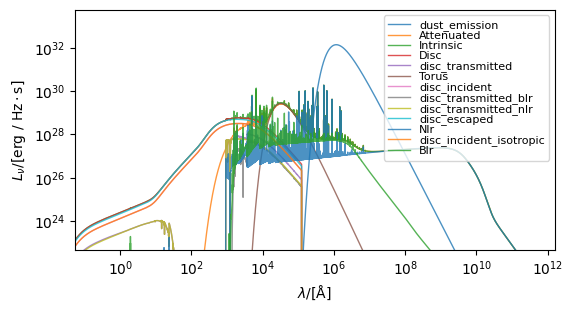 10^32
10^30
10^28
10^26
10^24
L_ν/[erg / Hz · s]
dust_emission
Attenuated
Intrinsic
Disc
disc_transmitted
Torus
disc_incident
disc_transmitted_blr
disc_transmitted_nlr
disc_escaped
Nlr
disc_incident_isotropic
Blr
10^0 10^2 10^4 10^6 10^8 10^10 10^12
λ/[Å]